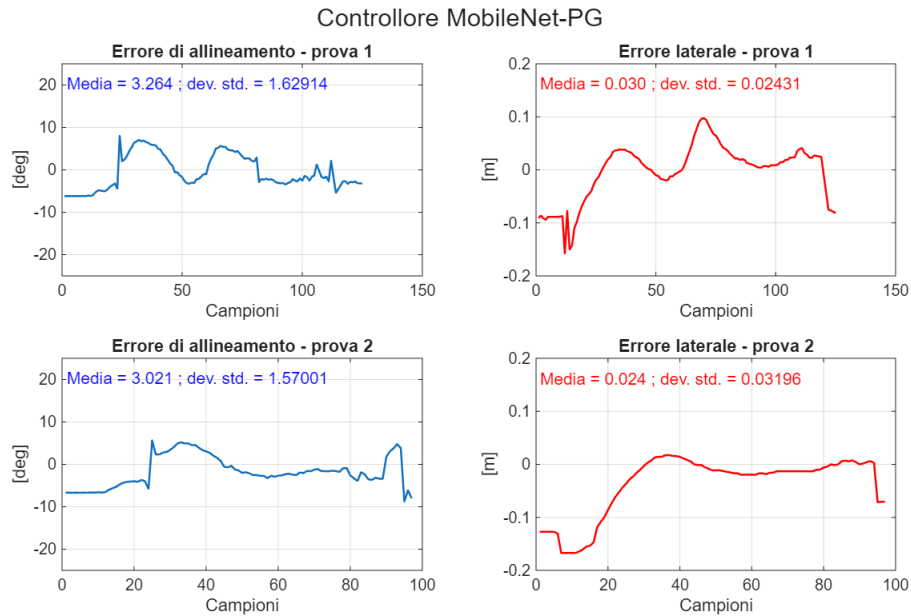 Controllore MobileNet-PG
Errore di allineamento - prova 1
Media = 3.264 ; dev. std. = 1.62914
[deg]
20
10
0
-10
-20
0
50
100
150
Campioni
Errore laterale - prova 1
Media = 0.030 ; dev. std. = 0.02431
[m]
0.2
0.1
0
-0.1
-0.2
0
50
100
150
Campioni
Errore di allineamento - prova 2
Media = 3.021 ; dev. std. = 1.57001
[deg]
20
10
0
-10
-20
0
20
40
60
80
100
Campioni
Errore laterale - prova 2
Media = 0.024 ; dev. std. = 0.03196
[m]
0.2
0.1
0
-0.1
-0.2
0
20
40
60
80
100
Campioni